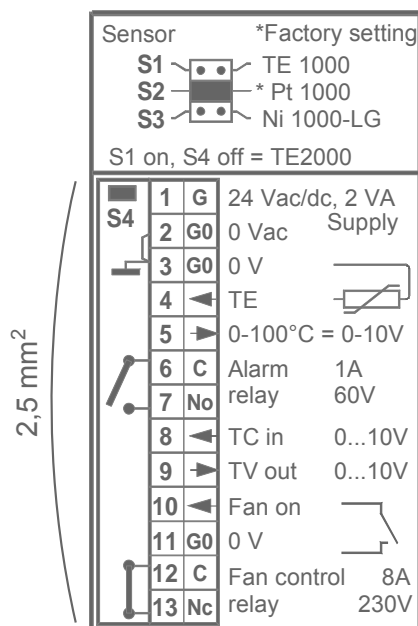 Sensor *Factory setting
S1 TE 1000
S2 * Pt 1000
S3 Ni 1000-LG
S1 on, S4 off = TE2000
S4
1 G 24 Vac/dc, 2 VA
2 G0 0 Vac Supply
3 G0 0 V
4 TE
5 0-100°C = 0-10V
6 C Alarm 1A
7 No relay 60V
8 TC in 0...10V
9 TV out 0...10V
10 Fan on
11 G0 0 V
12 C Fan control 8A
13 Nc relay 230V
2,5 mm²